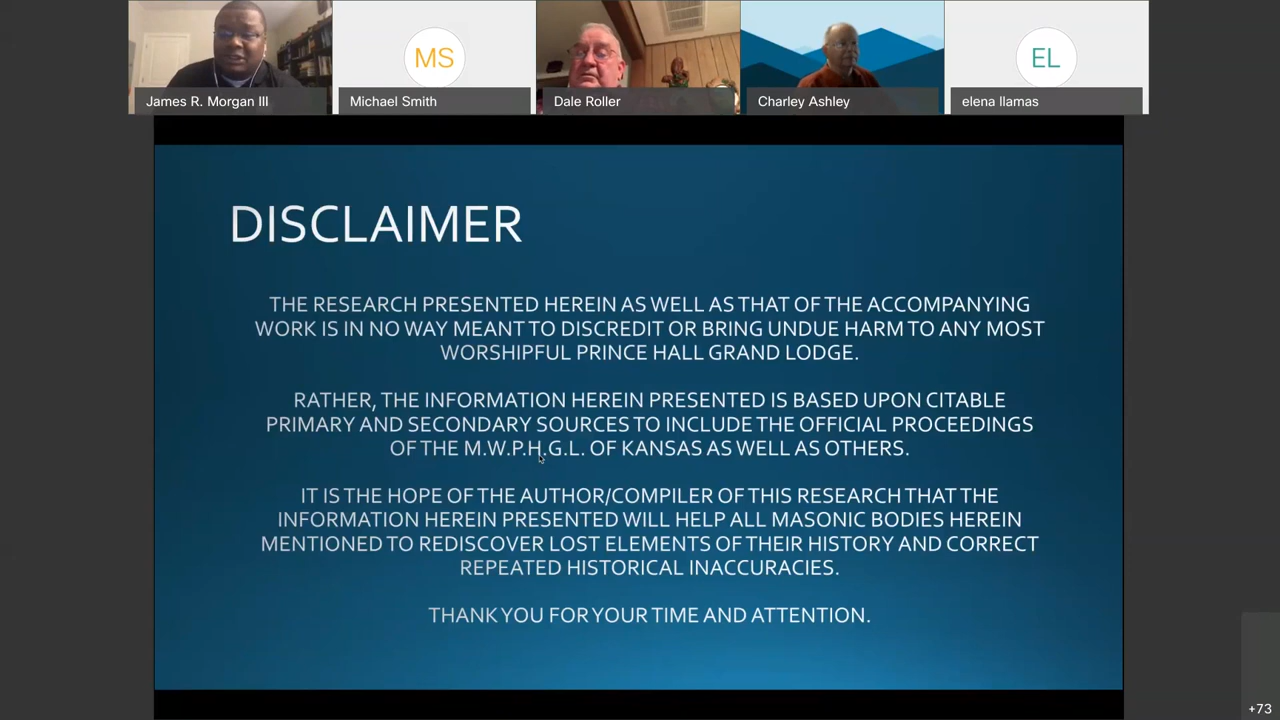 MS
EL
James R. Morgan III
Michael Smith
Dale Roller
Charley Ashley
elena llamas
DISCLAIMER
THE RESEARCH PRESENTED HEREIN AS WELL AS THAT OF THE ACCOMPANYING
WORK IS IN NO WAY MEANT TO DISCREDIT OR BRING UNDUE HARM TO ANY MOST
WORSHIPFUL PRINCE HALL GRAND LODGE.
RATHER, THE INFORMATION HEREIN PRESENTED IS BASED UPON CITABLE
PRIMARY AND SECONDARY SOURCES TO INCLUDE THE OFFICIAL PROCEEDINGS
OF THE M.W.P.H.G.L. OF KANSAS AS WELL AS OTHERS.
IT IS THE HOPE OF THE AUTHOR/COMPILER OF THIS RESEARCH THAT THE
INFORMATION HEREIN PRESENTED WILL HELP ALL MASONIC BODIES HEREIN
MENTIONED TO REDISCOVER LOST ELEMENTS OF THEIR HISTORY AND CORRECT
REPEATED HISTORICAL INACCURACIES.
THANK YOU FOR YOUR TIME AND ATTENTION.
+73